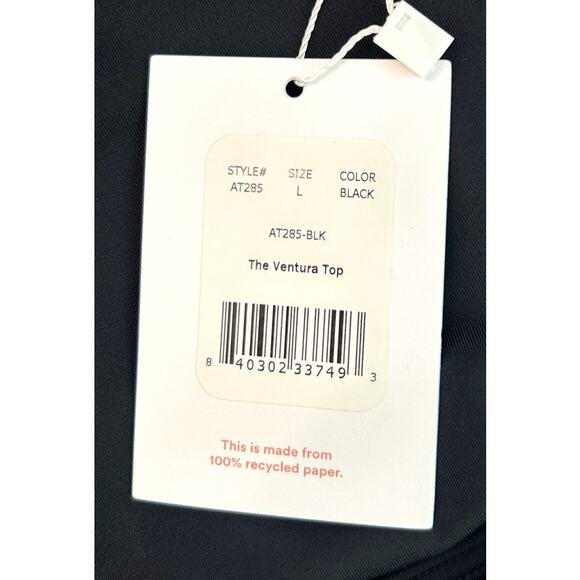 STYLE# SIZE COLOR
AT285 L BLACK
AT285-BLK
The Ventura Top
8 40302 33749 3
This is made from
100% recycled paper.